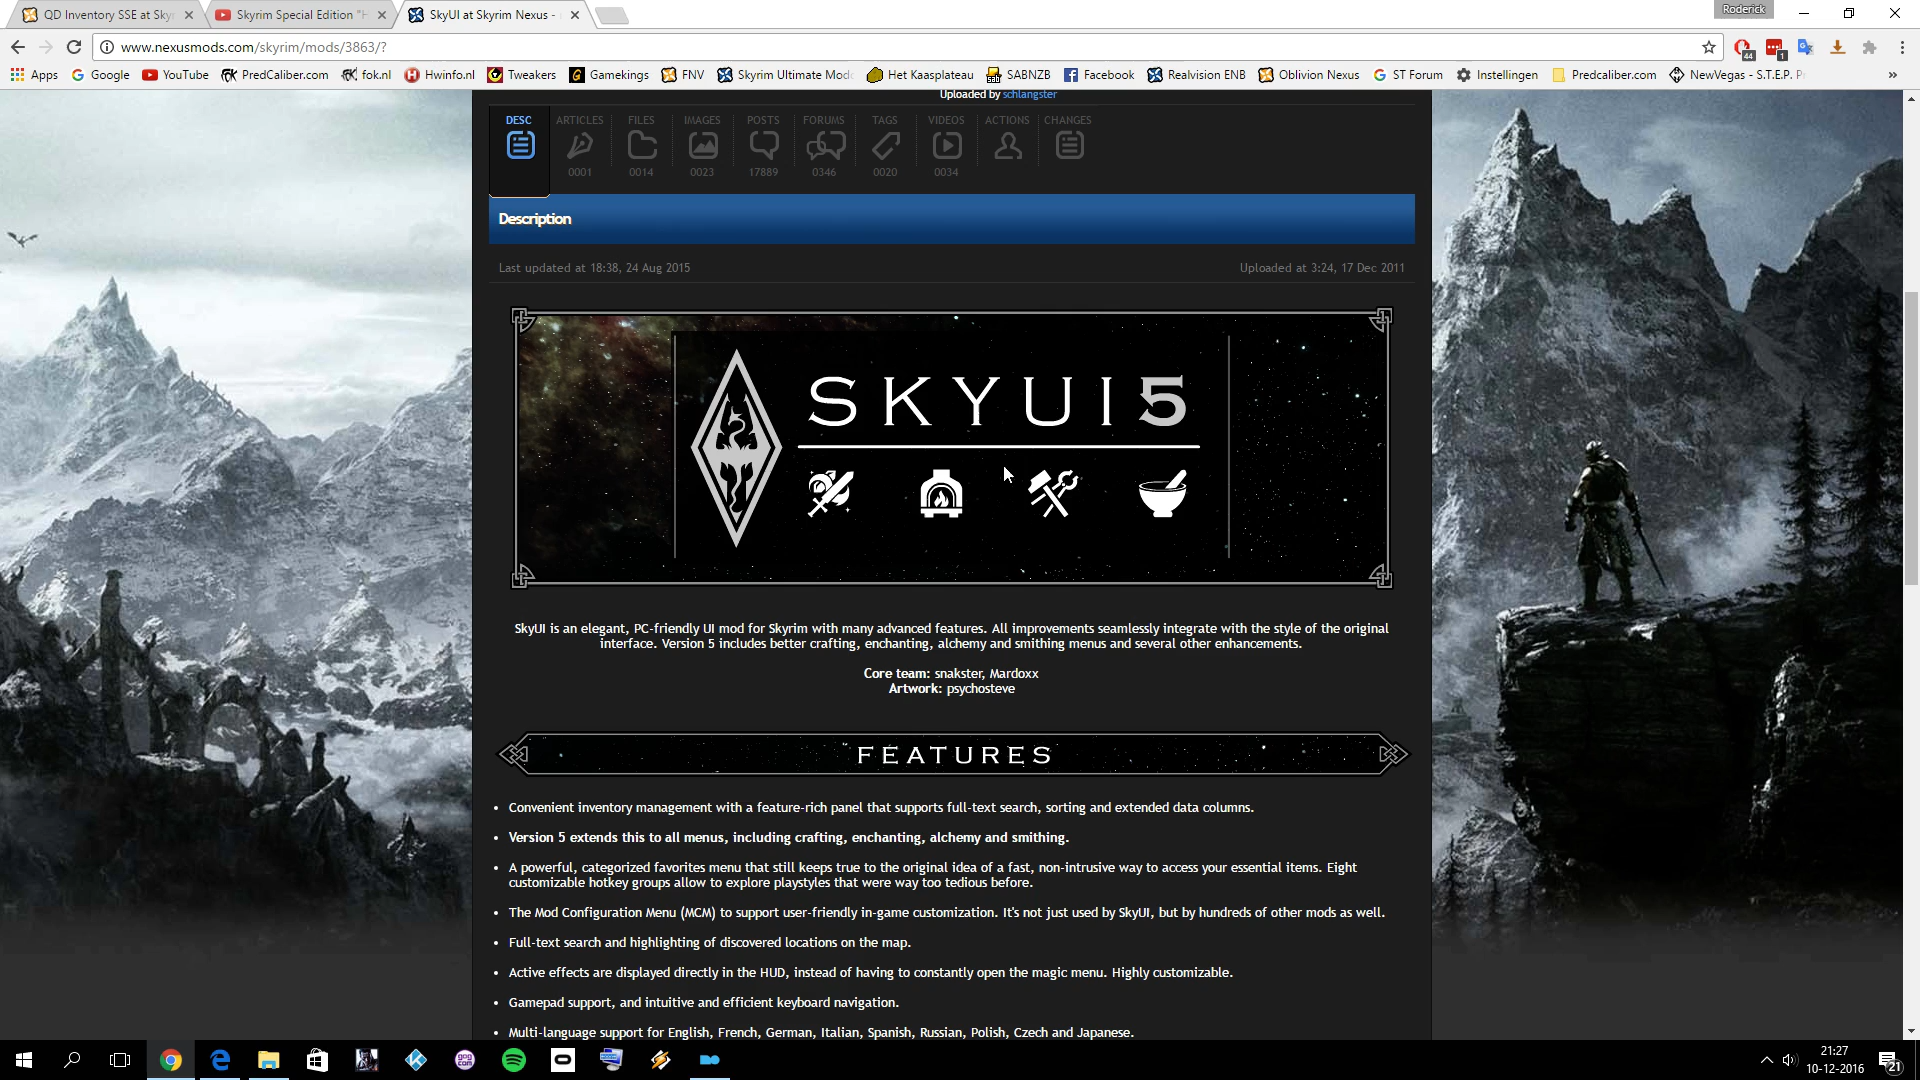 QD Inventory SSE at Sky
Skyrim Special Edition "H
SkyUI at Skyrim Nexus -
Roderick
www.nexusmods.com/skyrim/mods/3863/?
44
1
Apps
Google
YouTube
PredCaliber.com
fok.nl
Hwinfo.nl
Tweakers
Gamekings
FNV
Skyrim Ultimate Mod
Het Kaasplateau
SABNZB
Facebook
Realvision ENB
Oblivion Nexus
ST Forum
Instellingen
Predcaliber.com
NewVegas - S.T.E.P. P
»
Uploaded by schlangster
DESC
ARTICLES
FILES
IMAGES
POSTS
FORUMS
TAGS
VIDEOS
ACTIONS
CHANGES
0001
0014
0023
17889
0346
0020
0034
Description
Last updated at 18:38, 24 Aug 2015
Uploaded at 3:24, 17 Dec 2011
SKYUI5
SkyUI is an elegant, PC-friendly UI mod for Skyrim with many advanced features. All improvements seamlessly integrate with the style of the original
interface. Version 5 includes better crafting, enchanting, alchemy and smithing menus and several other enhancements.
Core team: snakster, Mardoxx
Artwork: psychosteve
FEATURES
• Convenient inventory management with a feature-rich panel that supports full-text search, sorting and extended data columns.
• Version 5 extends this to all menus, including crafting, enchanting, alchemy and smithing.
• A powerful, categorized favorites menu that still keeps true to the original idea of a fast, non-intrusive way to access your essential items. Eight
customizable hotkey groups allow to explore playstyles that were way too tedious before.
• The Mod Configuration Menu (MCM) to support user-friendly in-game customization. It's not just used by SkyUI, but by hundreds of other mods as well.
• Full-text search and highlighting of discovered locations on the map.
• Active effects are displayed directly in the HUD, instead of having to constantly open the magic menu. Highly customizable.
• Gamepad support, and intuitive and efficient keyboard navigation.
• Multi-language support for English, French, German, Italian, Spanish, Russian, Polish, Czech and Japanese.
21:27
10-12-2016
21